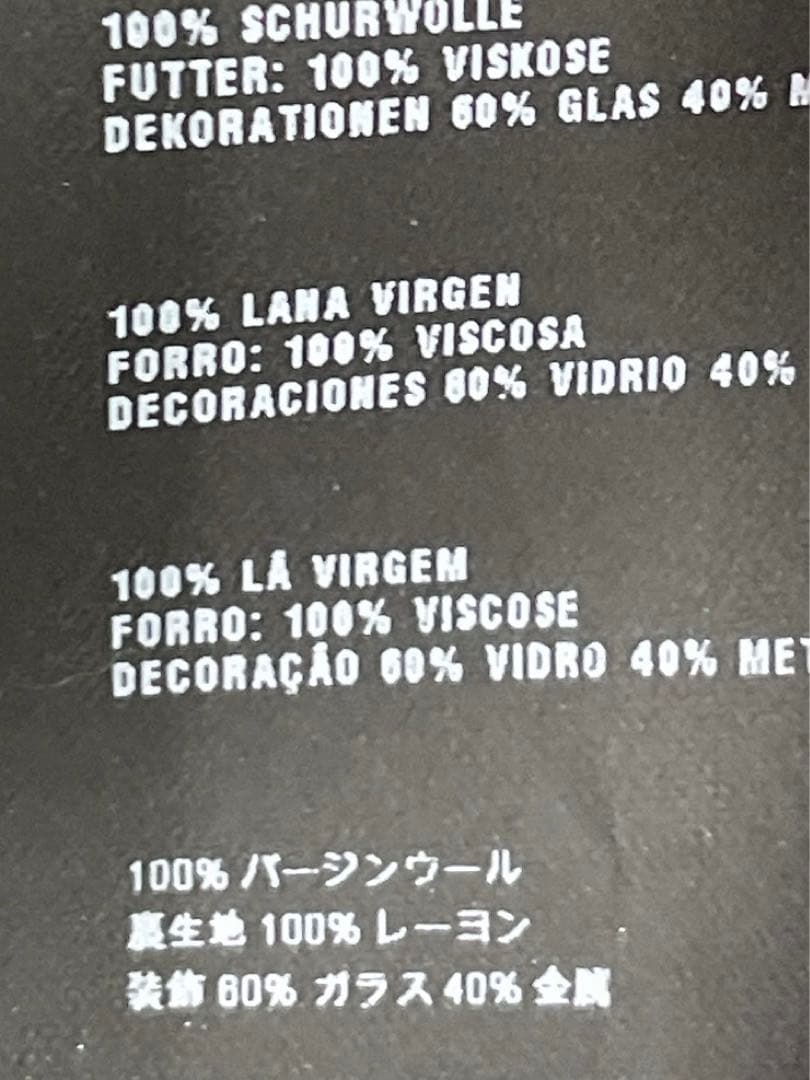 100% SCHURWOLLE
FUTTER: 100% VISKOSE
DEKORATIONEN 60% GLAS 40%
100% LANA VIRGEN
FORRO: 100% VISCOSA
DECORACIONES 60% VIDRIO 40%
100% LÃ VIRGEM
FORRO: 100% VISCOSE
DECORAÇÃO 60% VIDRO 40% MET
100% バージンウール
裏生地 100% レーヨン
装飾 60% ガラス 40% 金属